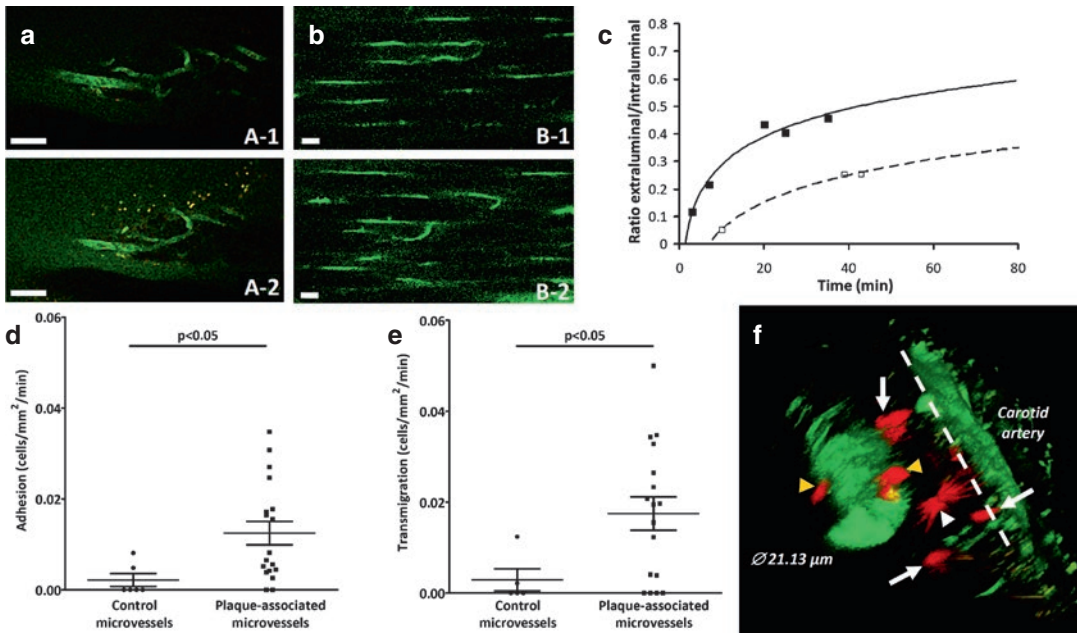 a
A-1
A-2
b
B-1
B-2
c
Ratio extraluminal/intraluminal
0.8
0.7
0.6
0.5
0.4
0.3
0.2
0.1
0
0 20 40 60 80
Time (min)
d
p<0.05
Adhesion (cells/mm²/min)
0.06
0.04
0.02
0.00
Control
microvessels
Plaque-associated
microvessels
e
p<0.05
Transmigration (cells/mm²/min)
0.06
0.04
0.02
0.00
Control
microvessels
Plaque-associated
microvessels
f
Carotid
artery
Ø 21.13 µm